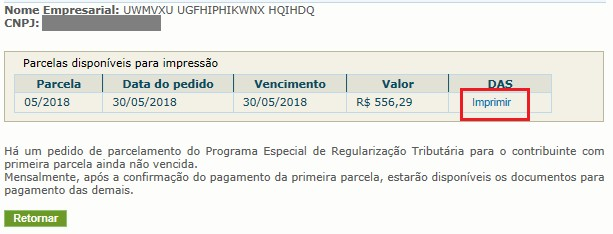 Nome Empresarial: UWMVXU UGFHIPHIKWNX HQIHDQ
CNPJ:
Parcelas disponíveis para impressão
Parcela Data do pedido Vencimento Valor DAS
05/2018 30/05/2018 30/05/2018 R$ 556,29 Imprimir
Há um pedido de parcelamento do Programa Especial de Regularização Tributária para o contribuinte com
primeira parcela ainda não vencida.
Mensalmente, após a confirmação do pagamento da primeira parcela, estarão disponíveis os documentos para
pagamento das demais.
Retornar